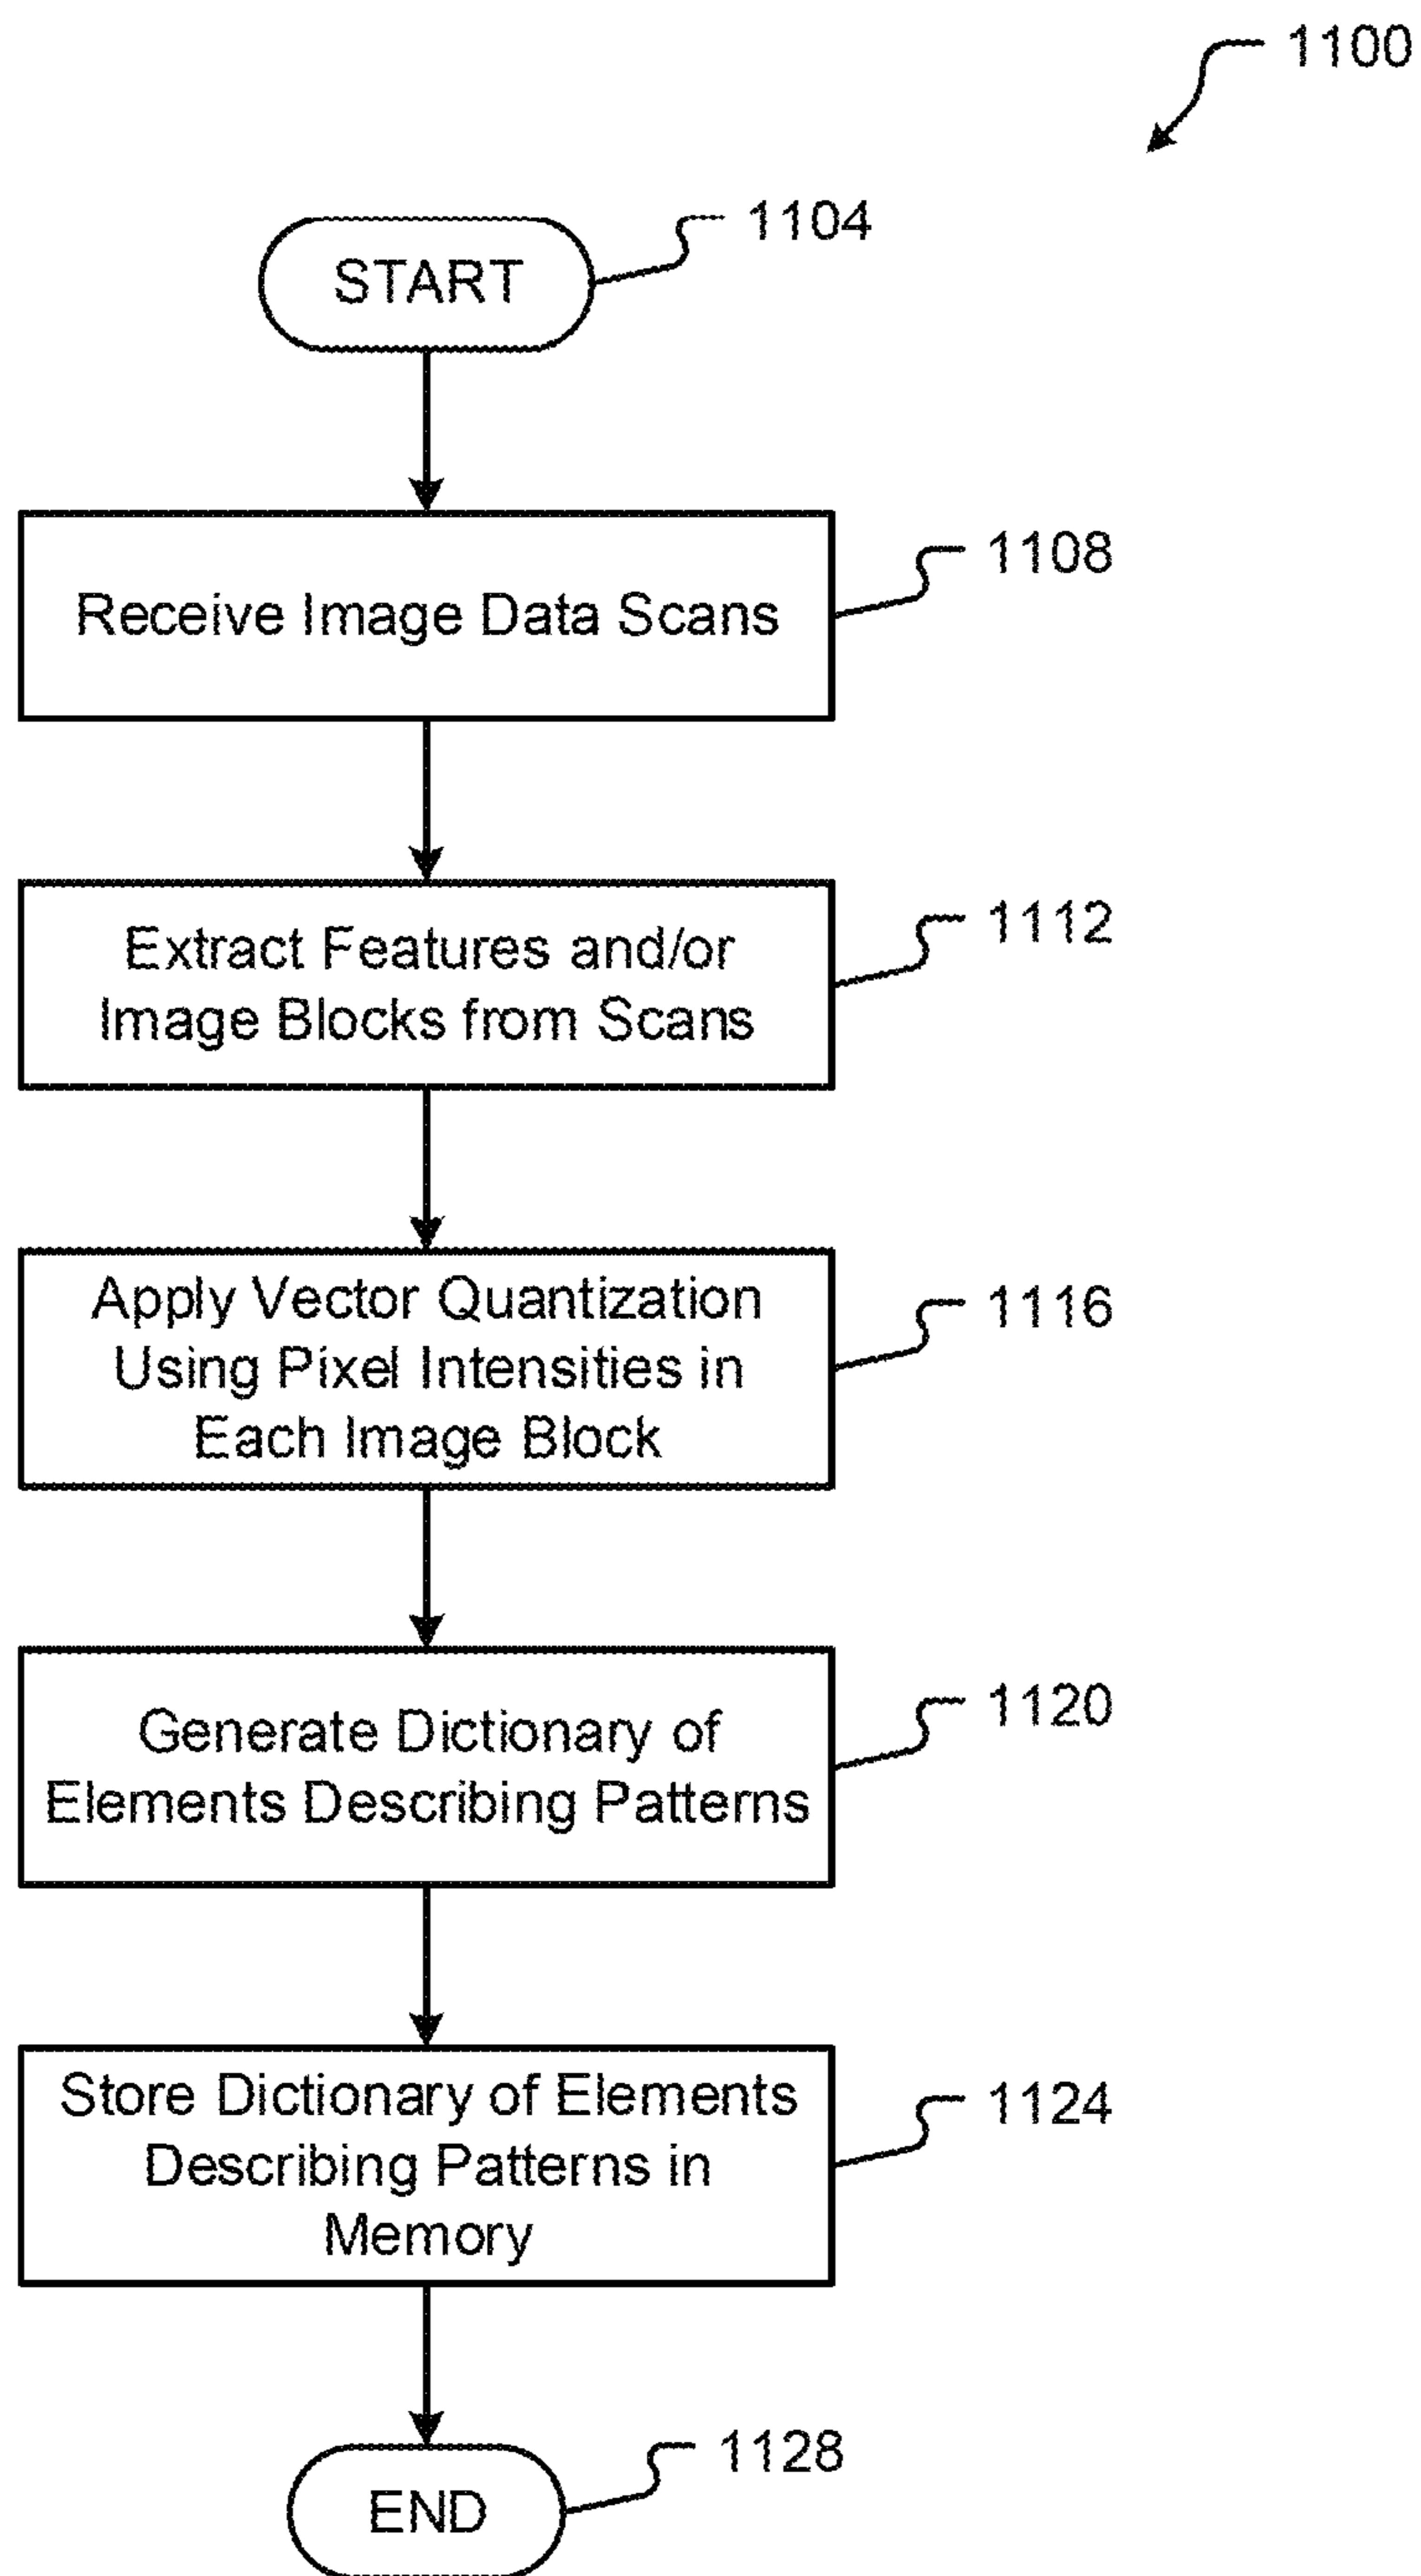 1100
1104
START
1108
Receive Image Data Scans
1112
Extract Features and/or
Image Blocks from Scans
1116
Apply Vector Quantization
Using Pixel Intensities in
Each Image Block
1120
Generate Dictionary of
Elements Describing Patterns
1124
Store Dictionary of Elements
Describing Patterns in
Memory
1128
END